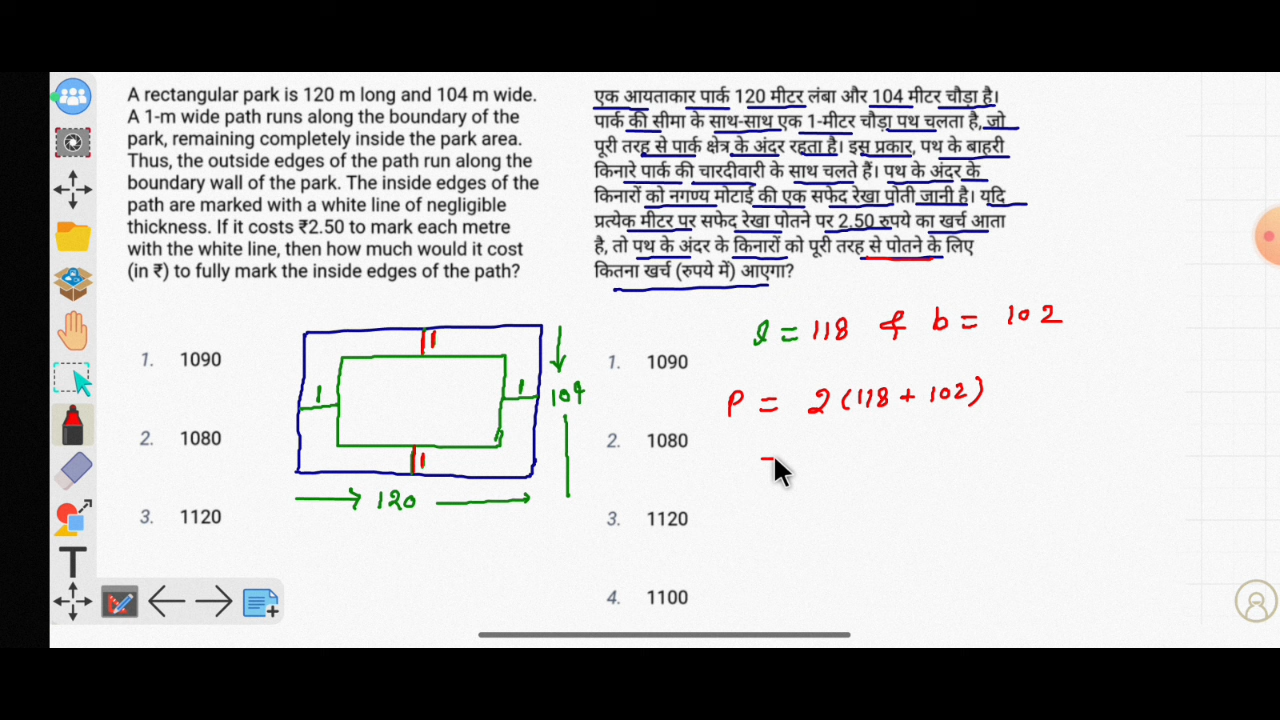 A rectangular park is 120 m long and 104 m wide.
A 1-m wide path runs along the boundary of the
park, remaining completely inside the park area.
Thus, the outside edges of the path run along the
boundary wall of the park. The inside edges of the
path are marked with a white line of negligible
thickness. If it costs ₹2.50 to mark each metre
with the white line, then how much would it cost
(in ₹) to fully mark the inside edges of the path?
1. 1090
2. 1080
3. 1120
1
1
1
1
104
120
एक आयताकार पार्क 120 मीटर लंबा और 104 मीटर चौड़ा है।
पार्क की सीमा के साथ-साथ एक 1-मीटर चौड़ा पथ चलता है, जो
पूरी तरह से पार्क क्षेत्र के अंदर रहता है। इस प्रकार, पथ के बाहरी
किनारे पार्क की चारदीवारी के साथ चलते हैं। पथ के अंदर के
किनारों को नगण्य मोटाई की एक सफेद रेखा पोती जानी है। यदि
प्रत्येक मीटर पर सफेद रेखा पोतने पर 2.50 रुपये का खर्च आता
है, तो पथ के अंदर के किनारों को पूरी तरह से पोतने के लिए
कितना खर्च (रुपये में) आएगा?
l = 118 & b = 102
P = 2(118 + 102)
1. 1090
2. 1080
3. 1120
4. 1100
T